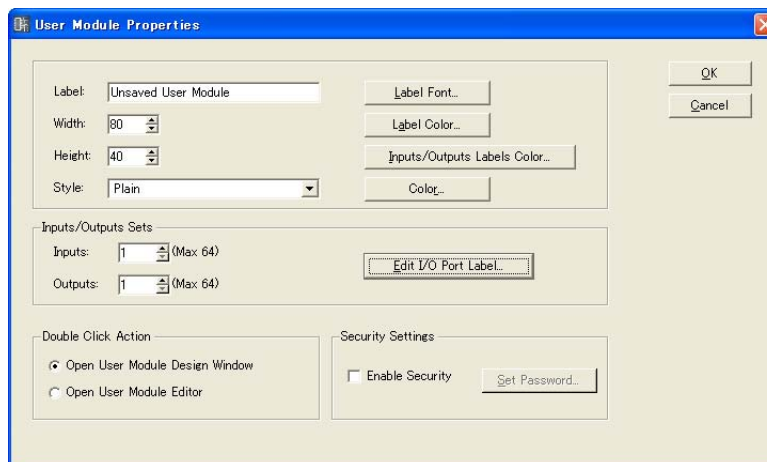 User Module Properties
Label: Unsaved User Module Label Font... OK
Width: 80 Label Color... Cancel
Height: 40 Inputs/Outputs Labels Color...
Style: Plain Color...
Inputs/Outputs Sets
Inputs: 1 (Max 64)
Edit I/O Port Label...
Outputs: 1 (Max 64)
Double Click Action Security Settings
Open User Module Design Window
Enable Security Set Password...
Open User Module Editor